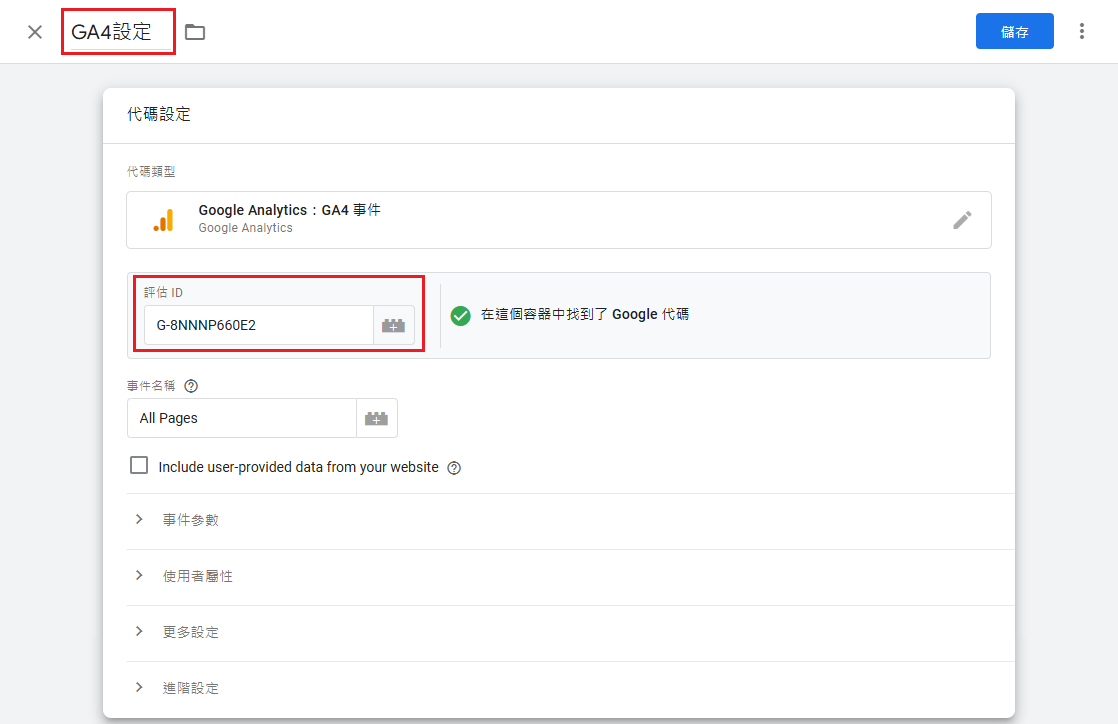 GA4設定
儲存
代碼設定
代碼類型
Google Analytics：GA4 事件
Google Analytics
評估 ID
G-8NNNP660E2
在這個容器中找到了 Google 代碼
事件名稱
All Pages
Include user-provided data from your website
事件參數
使用者屬性
更多設定
進階設定